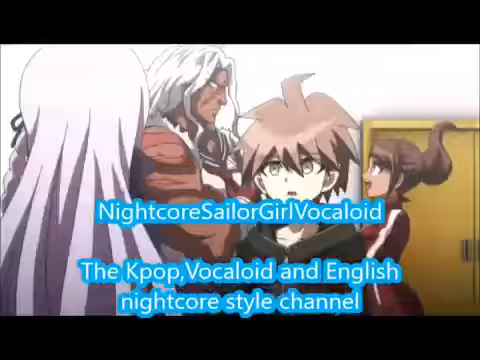 NightcoreSailorGirlVocaloid
The Kpop,Vocaloid and English
nightcore style channel